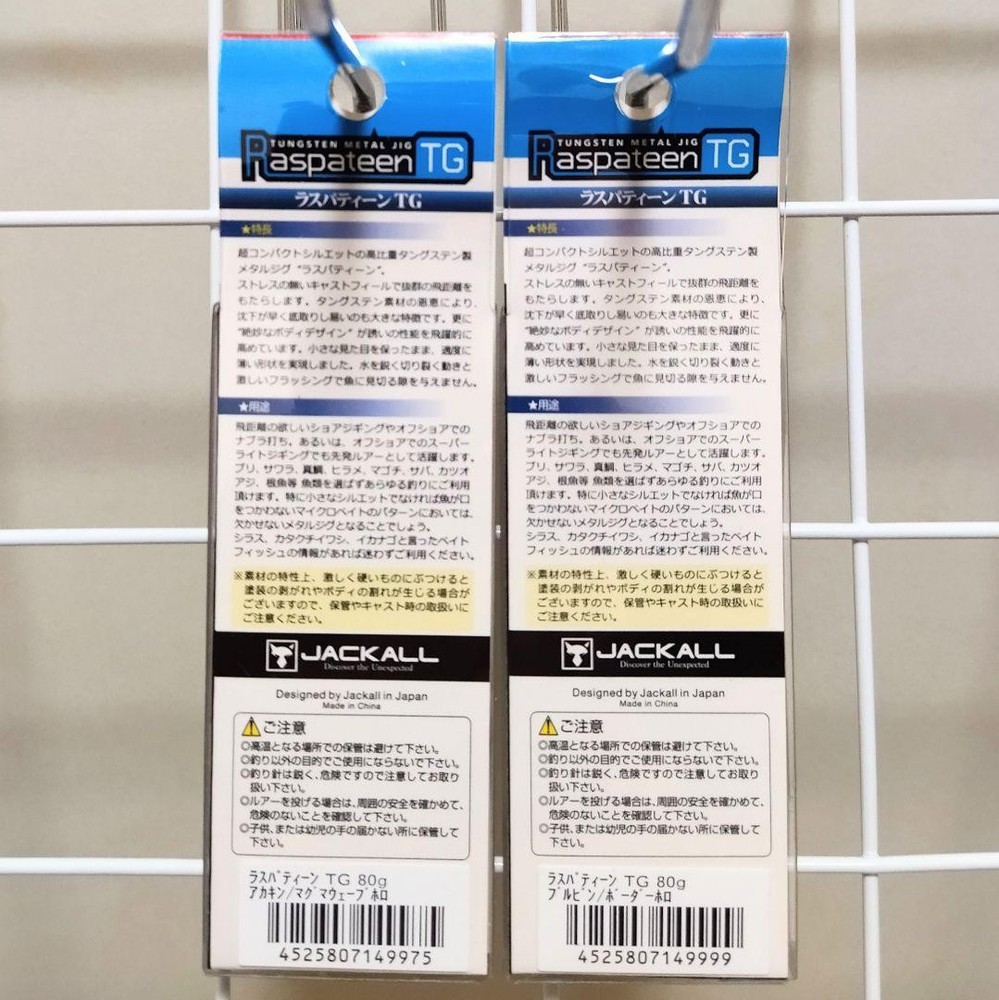 TUNGSTEN METAL JIG
Raspateen TG
ラスパティーン TG
★特長
超コンパクトシルエットの高比重タングステン製
メタルジグ “ラスパティーン”。
ストレスの無いキャストフィールで抜群の飛距離を
もたらします。タングステン素材の恩恵により、
沈下が早く底取りし易いのも大きな特徴です。更に
“絶妙なボディデザイン” が誘いの性能を飛躍的に
高めています。小さな見た目を保ったまま、適度に
薄い形状を実現しました。水を鋭く切り裂く動きと
激しいフラッシングで魚に見切る隙を与えません。
★用途
飛距離の欲しいショアジギングやオフショアでの
ナブラ打ち。あるいは、オフショアでのスーパー
ライトジギングでも先発ルアーとして活躍します。
ブリ、サワラ、真鯛、ヒラメ、マゴチ、サバ、カツオ
アジ、根魚等 魚類を選ばずあらゆる釣りにご利用
頂けます。特に小さなシルエットでなければ魚が口
をつかわないマイクロベイトのパターンにおいては、
欠かせないメタルジグとなることでしょう。
シラス、カタクチイワシ、イカナゴと言ったベイト
フィッシュの情報があれば迷わずご利用ください。
※素材の特性上、激しく硬いものにぶつけると
塗装の剥がれやボディの割れが生じる場合が
ございますので、保管やキャスト時の取扱いに
ご注意ください。
JACKALL
Discover the Unexpected
Designed by Jackall in Japan
Made in China
ご注意
◎高温となる場所での保管は避けて下さい。
◎釣り以外の目的でご使用にならないで下さい。
◎釣り針は鋭く、危険ですので注意してお取り
扱い下さい。
◎ルアーを投げる場合は、周囲の安全を確かめて、
危険のないことを確認して下さい。
◎子供、または幼児の手の届かない所に保管して
下さい。
ラスパティーン TG 80g
アカキン/マグマウェーブホロ
4525807149975
TUNGSTEN METAL JIG
Raspateen TG
ラスパティーン TG
★特長
超コンパクトシルエットの高比重タングステン製
メタルジグ “ラスパティーン”。
ストレスの無いキャストフィールで抜群の飛距離を
もたらします。タングステン素材の恩恵により、
沈下が早く底取りし易いのも大きな特徴です。更に
“絶妙なボディデザイン” が誘いの性能を飛躍的に
高めています。小さな見た目を保ったまま、適度に
薄い形状を実現しました。水を鋭く切り裂く動きと
激しいフラッシングで魚に見切る隙を与えません。
★用途
飛距離の欲しいショアジギングやオフショアでの
ナブラ打ち。あるいは、オフショアでのスーパー
ライトジギングでも先発ルアーとして活躍します。
ブリ、サワラ、真鯛、ヒラメ、マゴチ、サバ、カツオ
アジ、根魚等 魚類を選ばずあらゆる釣りにご利用
頂けます。特に小さなシルエットでなければ魚が口
をつかわないマイクロベイトのパターンにおいては、
欠かせないメタルジグとなることでしょう。
シラス、カタクチイワシ、イカナゴと言ったベイト
フィッシュの情報があれば迷わずご利用ください。
※素材の特性上、激しく硬いものにぶつけると
塗装の剥がれやボディの割れが生じる場合が
ございますので、保管やキャスト時の取扱いに
ご注意ください。
JACKALL
Discover the Unexpected
Designed by Jackall in Japan
Made in China
ご注意
◎高温となる場所での保管は避けて下さい。
◎釣り以外の目的でご使用にならないで下さい。
◎釣り針は鋭く、危険ですので注意してお取り
扱い下さい。
◎ルアーを投げる場合は、周囲の安全を確かめて、
危険のないことを確認して下さい。
◎子供、または幼児の手の届かない所に保管して
下さい。
ラスパティーン TG 80g
ブルピン/ボーダーホロ
4525807149999